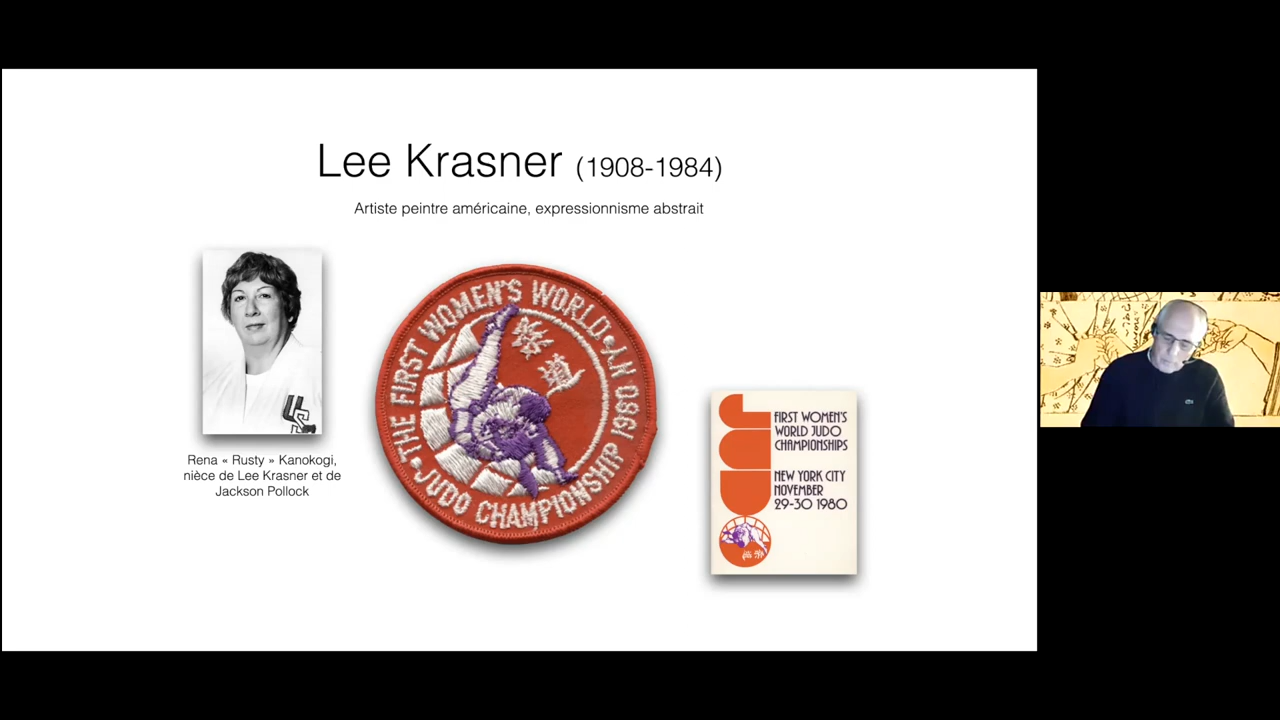 Lee Krasner (1908-1984)
Artiste peintre américaine, expressionnisme abstrait
US
Rena « Rusty » Kanokogi,
nièce de Lee Krasner et de
Jackson Pollock
• THE FIRST WOMEN'S WORLD • NY 1980
JUDO CHAMPIONSHIP
FIRST WOMEN'S
WORLD JUDO
CHAMPIONSHIPS
NEW YORK CITY
NOVEMBER
29-30 1980